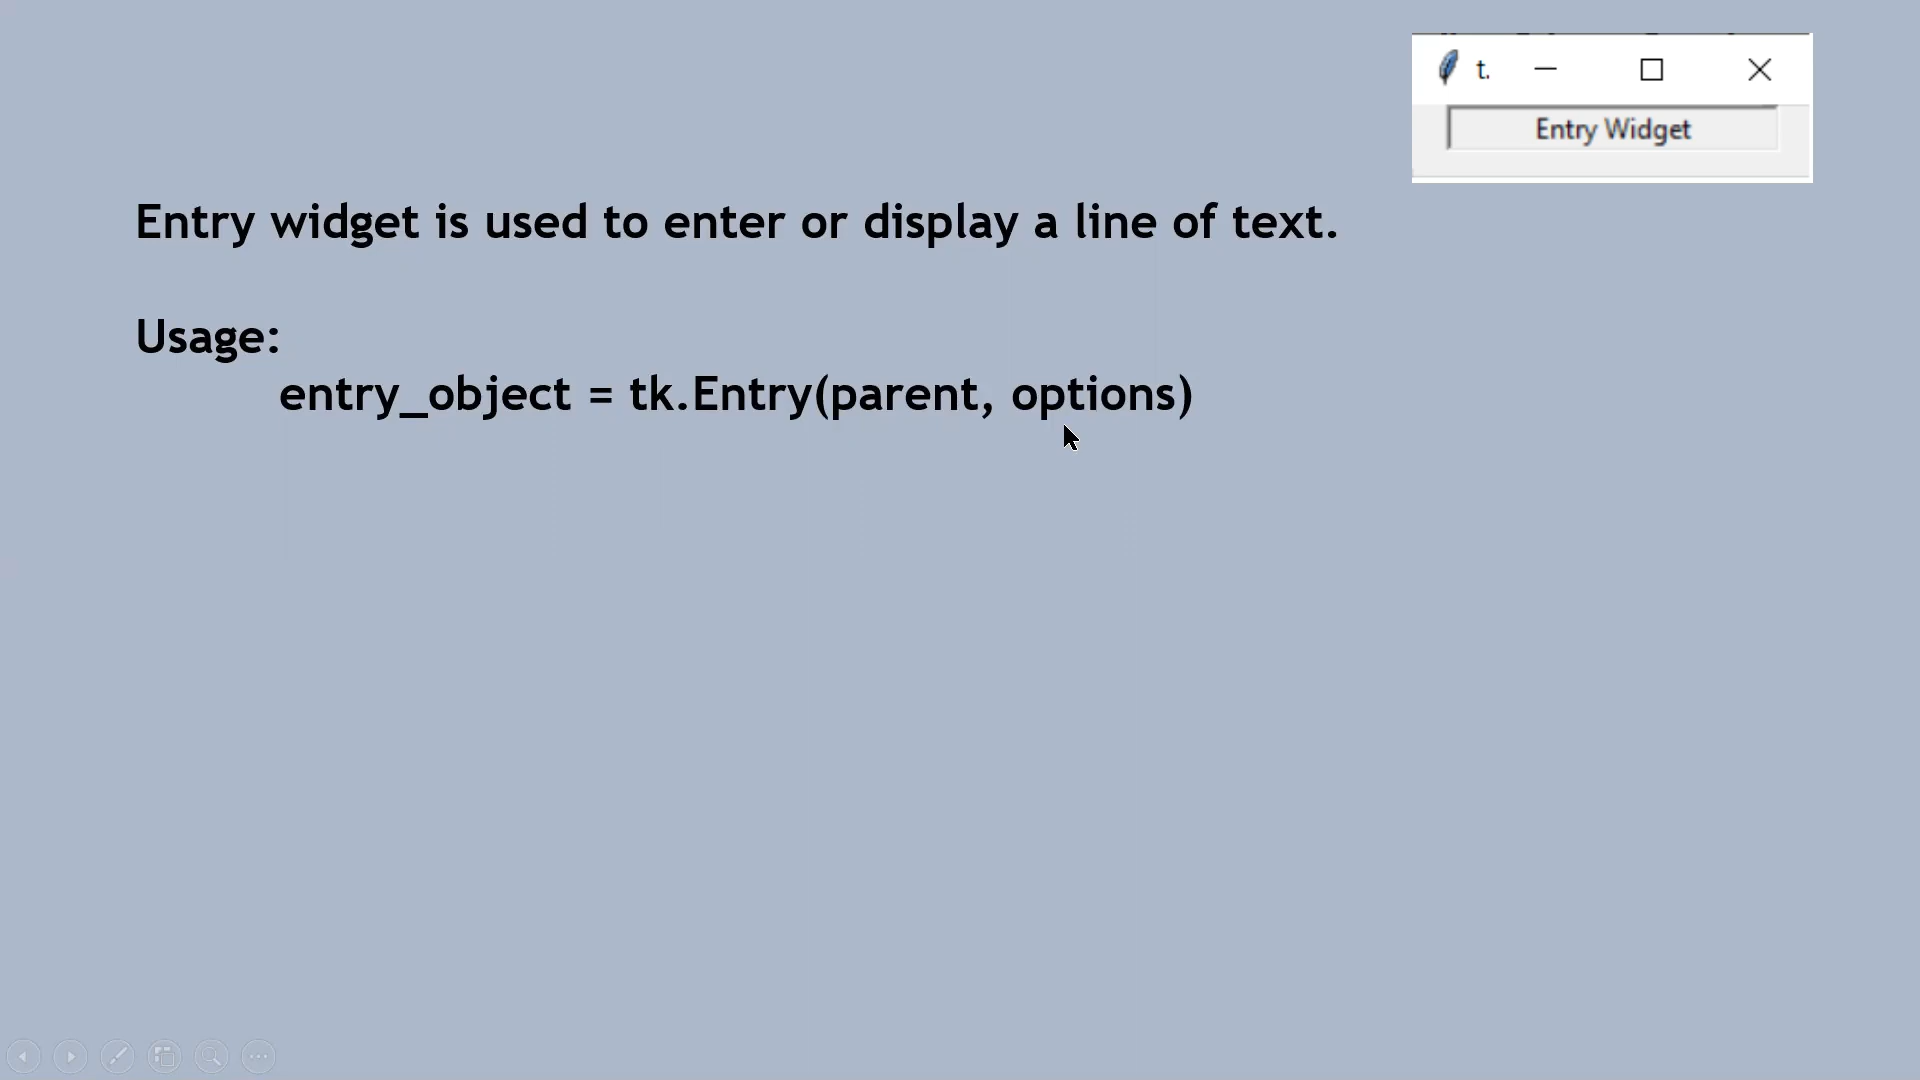 t.
Entry Widget
Entry widget is used to enter or display a line of text.
Usage:
entry_object = tk.Entry(parent, options)